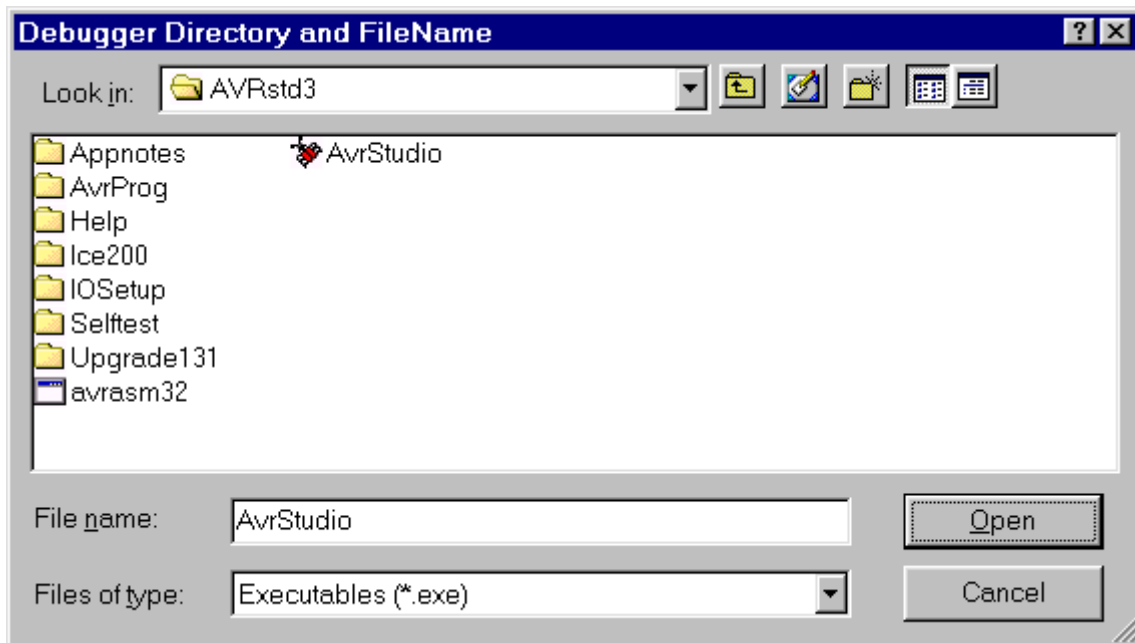 Debugger Directory and FileName
Look in: AVRstd3
Appnotes AvrStudio
AvrProg
Help
Ice200
IOSetup
Selftest
Upgrade131
avrasm32
File name: AvrStudio Open
Files of type: Executables (*.exe) Cancel